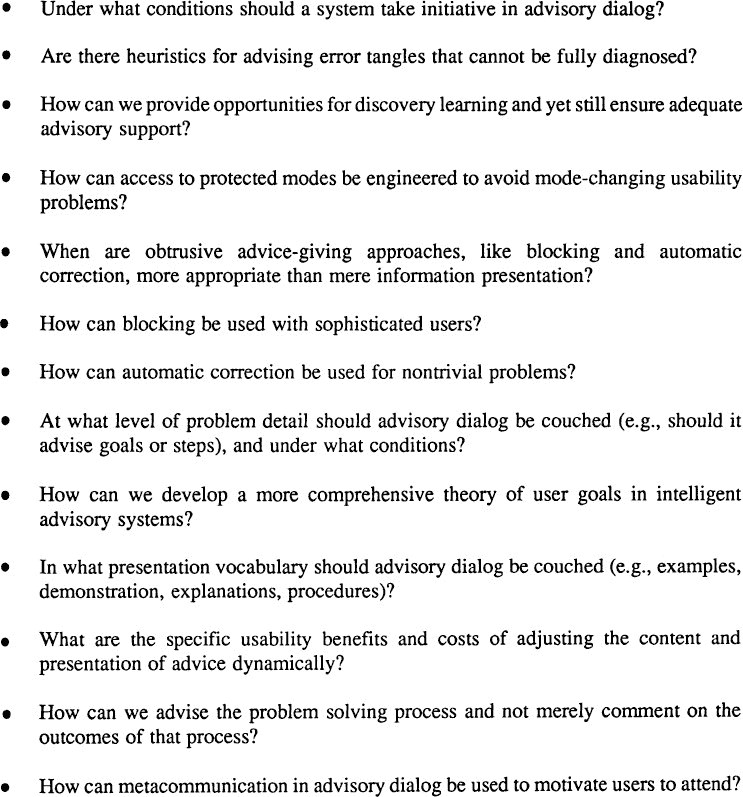 • Under what conditions should a system take initiative in advisory dialog?
• Are there heuristics for advising error tangles that cannot be fully diagnosed?
• How can we provide opportunities for discovery learning and yet still ensure adequate
advisory support?
• How can access to protected modes be engineered to avoid mode-changing usability
problems?
• When are obtrusive advice-giving approaches, like blocking and automatic
correction, more appropriate than mere information presentation?
• How can blocking be used with sophisticated users?
• How can automatic correction be used for nontrivial problems?
• At what level of problem detail should advisory dialog be couched (e.g., should it
advise goals or steps), and under what conditions?
• How can we develop a more comprehensive theory of user goals in intelligent
advisory systems?
• In what presentation vocabulary should advisory dialog be couched (e.g., examples,
demonstration, explanations, procedures)?
• What are the specific usability benefits and costs of adjusting the content and
presentation of advice dynamically?
• How can we advise the problem solving process and not merely comment on the
outcomes of that process?
• How can metacommunication in advisory dialog be used to motivate users to attend?